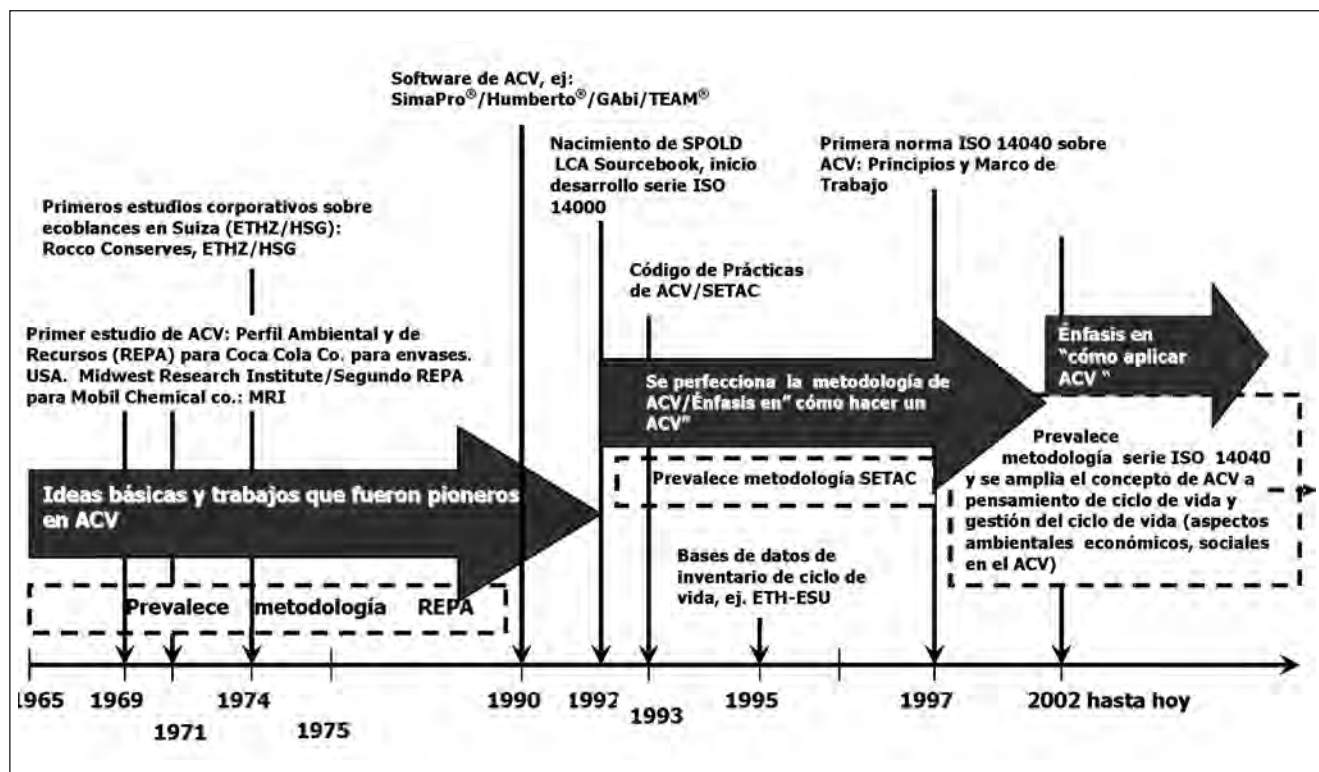 Software de ACV, ej:
SimaPro®/Humberto®/GAbi/TEAM®
Nacimiento de SPOLD
LCA Sourcebook, inicio
desarrollo serie ISO
14000
Primera norma ISO 14040 sobre
ACV: Principios y Marco de
Trabajo
Primeros estudios corporativos sobre
ecoblances en Suiza (ETHZ/HSG):
Rocco Conserves, ETHZ/HSG
Código de Prácticas
de ACV/SETAC
Primer estudio de ACV: Perfil Ambiental y de
Recursos (REPA) para Coca Cola Co. para envases.
USA. Midwest Research Institute/Segundo REPA
para Mobil Chemical co.: MRI
Énfasis en
"cómo aplicar
ACV "
Se perfecciona la metodología de
ACV/Énfasis en" cómo hacer un
ACV"
Ideas básicas y trabajos que fueron pioneros
en ACV
Prevalece metodología SETAC
Prevalece
metodología serie ISO 14040
y se amplia el concepto de ACV a
pensamiento de ciclo de vida y
gestión del ciclo de vida (aspectos
ambientales económicos, sociales
en el ACV)
Bases de datos de
inventario de ciclo de
vida, ej. ETH-ESU
Prevalece metodología REPA
1965 1969 1974 1990 1992 1995 1997 2002 hasta hoy
1971 1975 1993